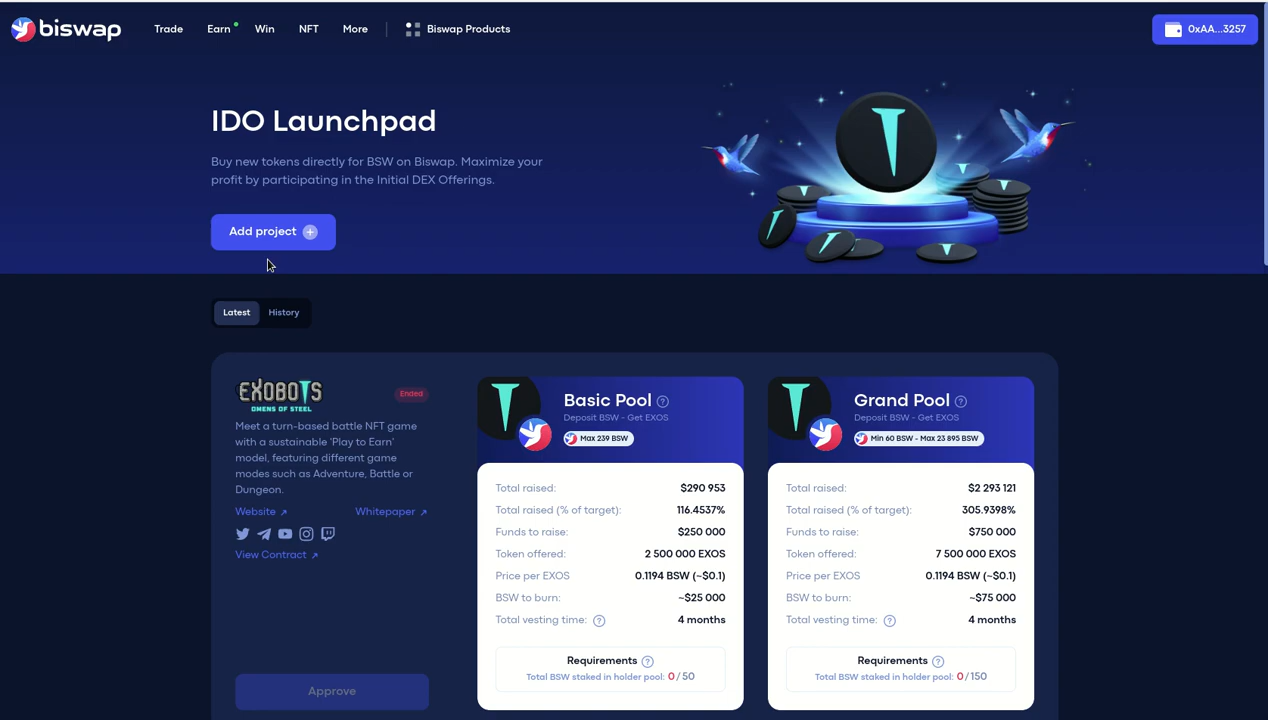 biswap
Trade
Earn
Win
NFT
More
Biswap Products
0xAA...3257
IDO Launchpad
Buy new tokens directly for BSW on Biswap. Maximize your
profit by participating in the Initial DEX Offerings.
Add project
Latest
History
EXOBOTS
OMENS OF STEEL
Ended
Meet a turn-based battle NFT game
with a sustainable 'Play to Earn'
model, featuring different game
modes such as Adventure, Battle or
Dungeon.
Website ↗
Whitepaper ↗
View Contract ↗
Approve
Basic Pool ?
Deposit BSW - Get EXOS
Max 239 BSW
Total raised: $290 953
Total raised (% of target): 116.4537%
Funds to raise: $250 000
Token offered: 2 500 000 EXOS
Price per EXOS 0.1194 BSW (~$0.1)
BSW to burn: ~$25 000
Total vesting time: ? 4 months
Requirements ?
Total BSW staked in holder pool: 0 / 50
Grand Pool ?
Deposit BSW - Get EXOS
Min 60 BSW - Max 23 895 BSW
Total raised: $2 293 121
Total raised (% of target): 305.9398%
Funds to raise: $750 000
Token offered: 7 500 000 EXOS
Price per EXOS 0.1194 BSW (~$0.1)
BSW to burn: ~$75 000
Total vesting time: ? 4 months
Requirements ?
Total BSW staked in holder pool: 0 / 150